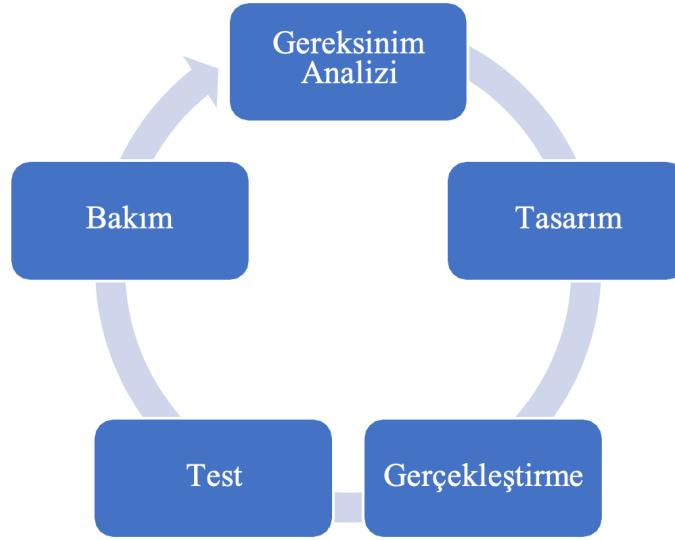 Gereksinim
Analizi
Tasarım
Gerçekleştirme
Test
Bakım